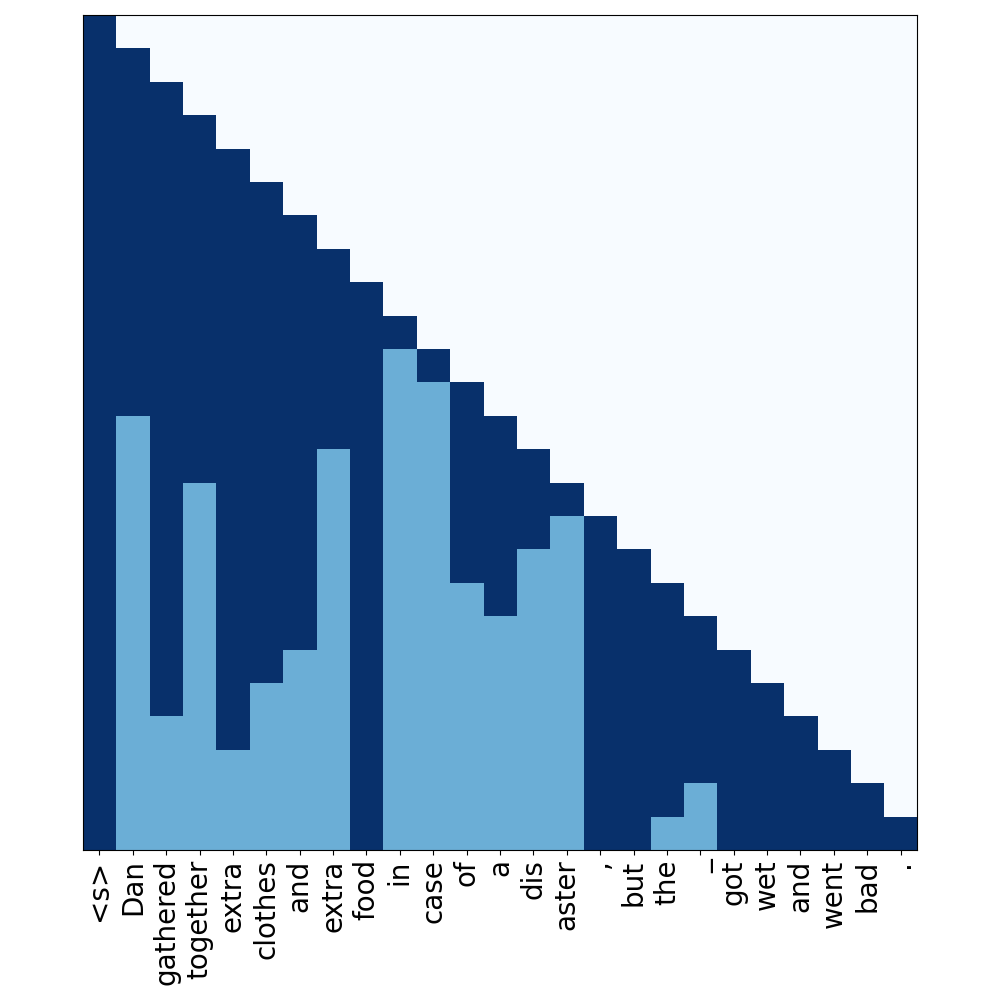 <s>
Dan
gathered
together
extra
clothes
and
extra
food
in
case
of
a
dis
aster
,
but
the
_
got
wet
and
went
bad
.